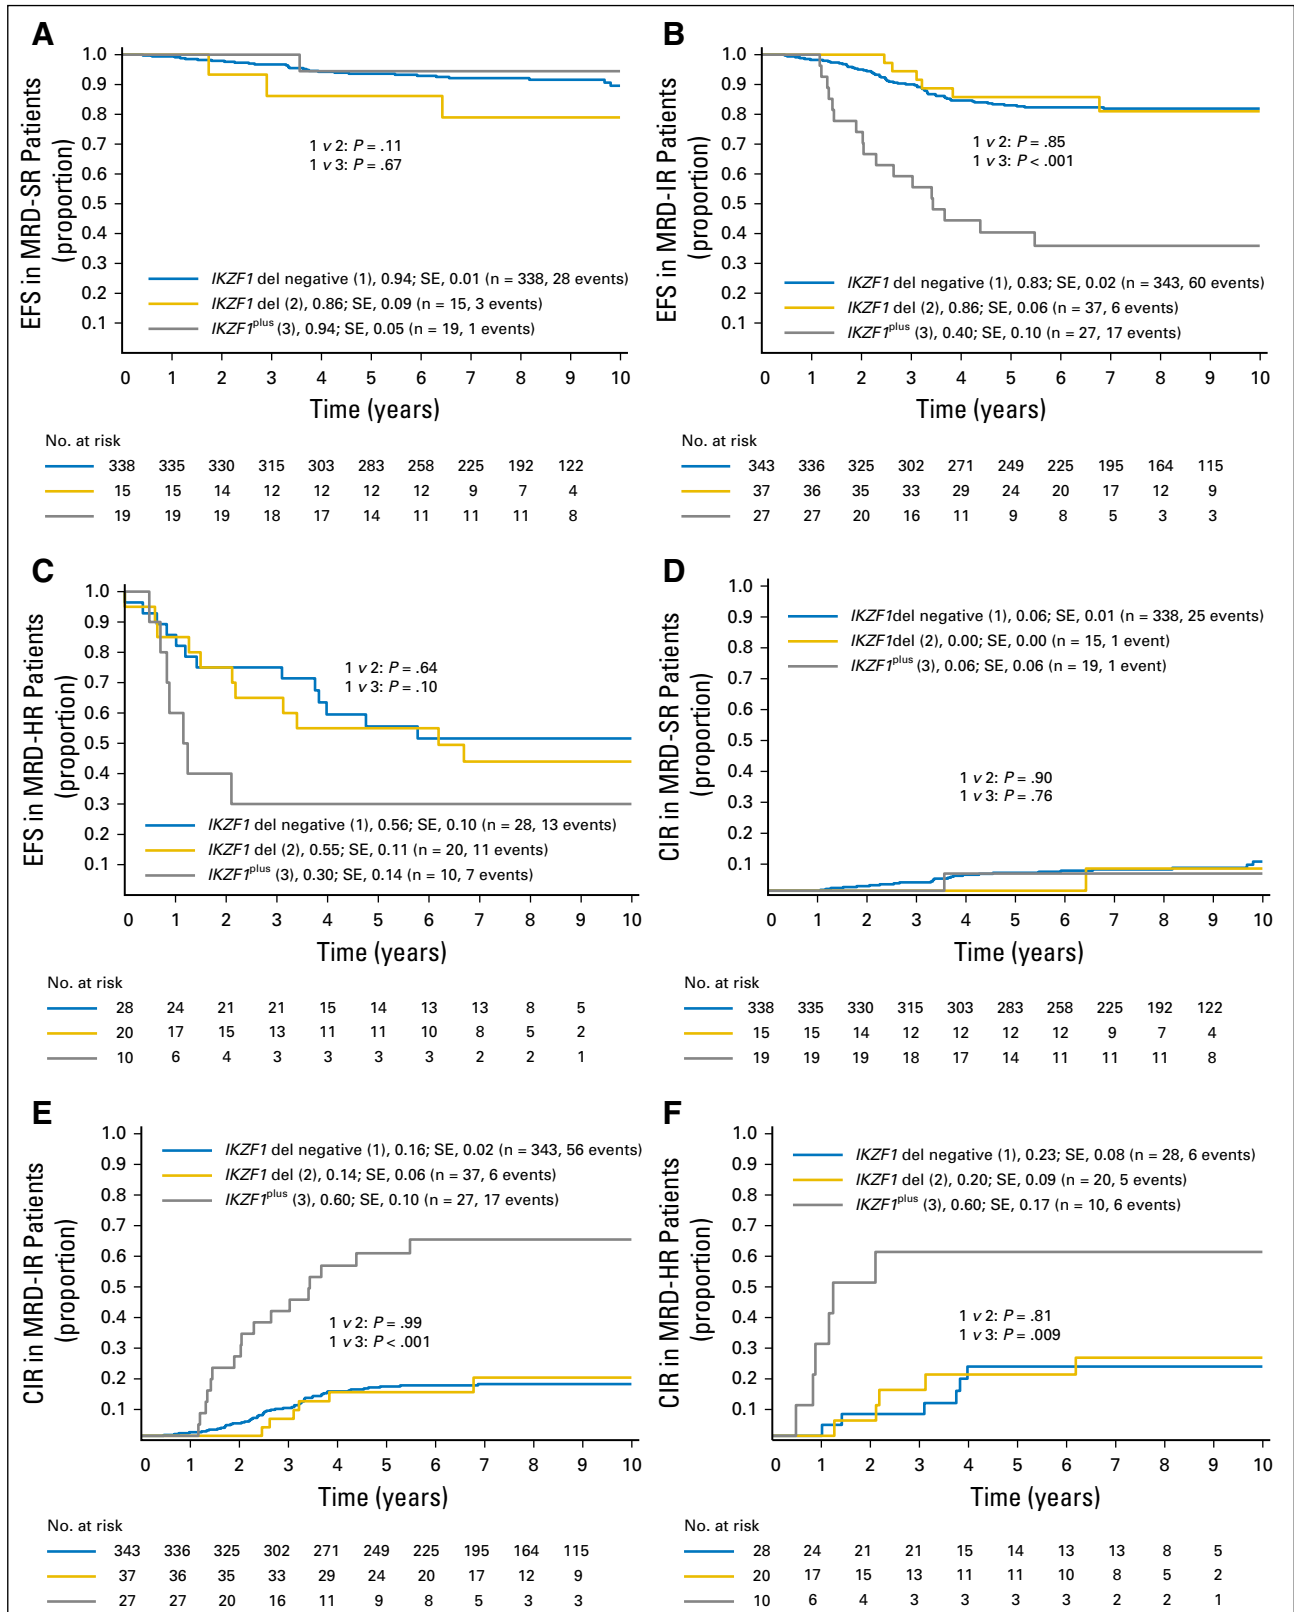 A
EFS in MRD-SR Patients
(proportion)
1.0
0.9
0.8
0.7
0.6
0.5
0.4
0.3
0.2
0.1
1 v 2: P = .11
1 v 3: P = .67
IKZF1 del negative (1), 0.94; SE, 0.01 (n = 338, 28 events)
IKZF1 del (2), 0.86; SE, 0.09 (n = 15, 3 events)
IKZF1plus (3), 0.94; SE, 0.05 (n = 19, 1 events)
0 1 2 3 4 5 6 7 8 9 10
Time (years)
No. at risk
338 335 330 315 303 283 258 225 192 122
15 15 14 12 12 12 12 9 7 4
19 19 19 18 17 14 11 11 11 8
B
EFS in MRD-IR Patients
(proportion)
1.0
0.9
0.8
0.7
0.6
0.5
0.4
0.3
0.2
0.1
1 v 2: P = .85
1 v 3: P < .001
IKZF1 del negative (1), 0.83; SE, 0.02 (n = 343, 60 events)
IKZF1 del (2), 0.86; SE, 0.06 (n = 37, 6 events)
IKZF1plus (3), 0.40; SE, 0.10 (n = 27, 17 events)
0 1 2 3 4 5 6 7 8 9 10
Time (years)
No. at risk
343 336 325 302 271 249 225 195 164 115
37 36 35 33 29 24 20 17 12 9
27 27 20 16 11 9 8 5 3 3
C
EFS in MRD-HR Patients
(proportion)
1.0
0.9
0.8
0.7
0.6
0.5
0.4
0.3
0.2
0.1
1 v 2: P = .64
1 v 3: P = .10
IKZF1 del negative (1), 0.56; SE, 0.10 (n = 28, 13 events)
IKZF1 del (2), 0.55; SE, 0.11 (n = 20, 11 events)
IKZF1plus (3), 0.30; SE, 0.14 (n = 10, 7 events)
0 1 2 3 4 5 6 7 8 9 10
Time (years)
No. at risk
28 24 21 21 15 14 13 13 8 5
20 17 15 13 11 11 10 8 5 2
10 6 4 3 3 3 3 2 2 1
D
CIR in MRD-SR Patients
(proportion)
1.0
0.9
0.8
0.7
0.6
0.5
0.4
0.3
0.2
0.1
IKZF1del negative (1), 0.06; SE, 0.01 (n = 338, 25 events)
IKZF1del (2), 0.00; SE, 0.00 (n = 15, 1 event)
IKZF1plus (3), 0.06; SE, 0.06 (n = 19, 1 event)
1 v 2: P = .90
1 v 3: P = .76
0 1 2 3 4 5 6 7 8 9 10
Time (years)
No. at risk
338 335 330 315 303 283 258 225 192 122
15 15 14 12 12 12 12 9 7 4
19 19 19 18 17 14 11 11 11 8
E
CIR in MRD-IR Patients
(proportion)
1.0
0.9
0.8
0.7
0.6
0.5
0.4
0.3
0.2
0.1
IKZF1 del negative (1), 0.16; SE, 0.02 (n = 343, 56 events)
IKZF1 del (2), 0.14; SE, 0.06 (n = 37, 6 events)
IKZF1plus (3), 0.60; SE, 0.10 (n = 27, 17 events)
1 v 2: P = .99
1 v 3: P < .001
0 1 2 3 4 5 6 7 8 9 10
Time (years)
No. at risk
343 336 325 302 271 249 225 195 164 115
37 36 35 33 29 24 20 17 12 9
27 27 20 16 11 9 8 5 3 3
F
CIR in MRD-HR Patients
(proportion)
1.0
0.9
0.8
0.7
0.6
0.5
0.4
0.3
0.2
0.1
IKZF1 del negative (1), 0.23; SE, 0.08 (n = 28, 6 events)
IKZF1 del (2), 0.20; SE, 0.09 (n = 20, 5 events)
IKZF1plus (3), 0.60; SE, 0.17 (n = 10, 6 events)
1 v 2: P = .81
1 v 3: P = .009
0 1 2 3 4 5 6 7 8 9 10
Time (years)
No. at risk
28 24 21 21 15 14 13 13 8 5
20 17 15 13 11 11 10 8 5 2
10 6 4 3 3 3 3 2 2 1